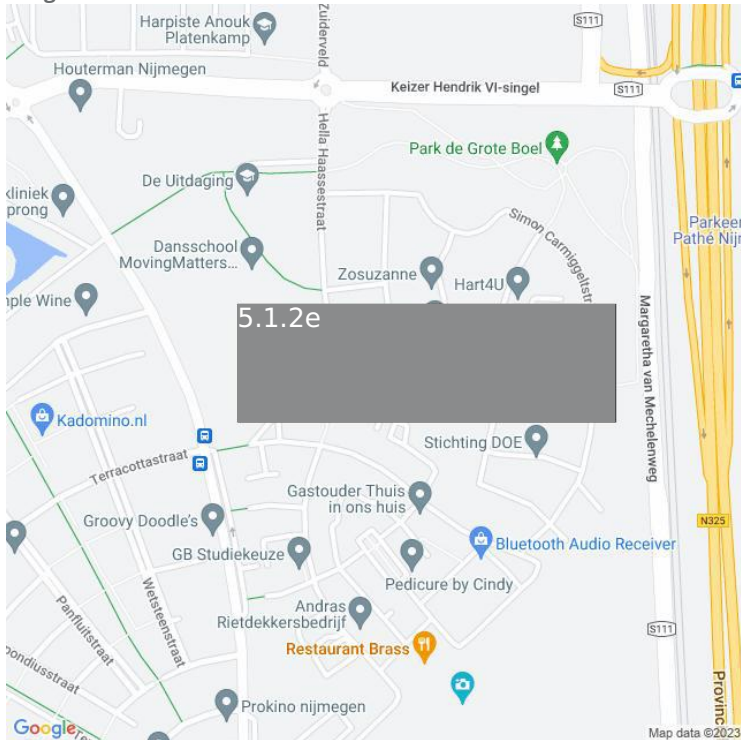 Harpiste Anouk
Platenkamp
Zuiderveld
S111
Houterman Nijmegen
Keizer Hendrik VI-singel
S111
Hella Haassestraat
Park de Grote Boel
De Uitdaging
kliniek
prong
Simon Carmiggeltstr
Parkeer
Pathé Nij
Dansschool
MovingMatters...
Zosuzanne
Hart4U
ple Wine
5.1.2e
Margaretha van Mechelenweg
Kadomino.nl
Stichting DOE
Terracottastraat
Gastouder Thuis
in ons huis
Groovy Doodle's
N325
GB Studiekeuze
Bluetooth Audio Receiver
Pedicure by Cindy
Wetsteenstraat
Panfluitstraat
Andras
Rietdekkersbedrijf
S111
Restaurant Brass
pondiusstraat
Provinc
Prokino nijmegen
Google
Map data ©2023